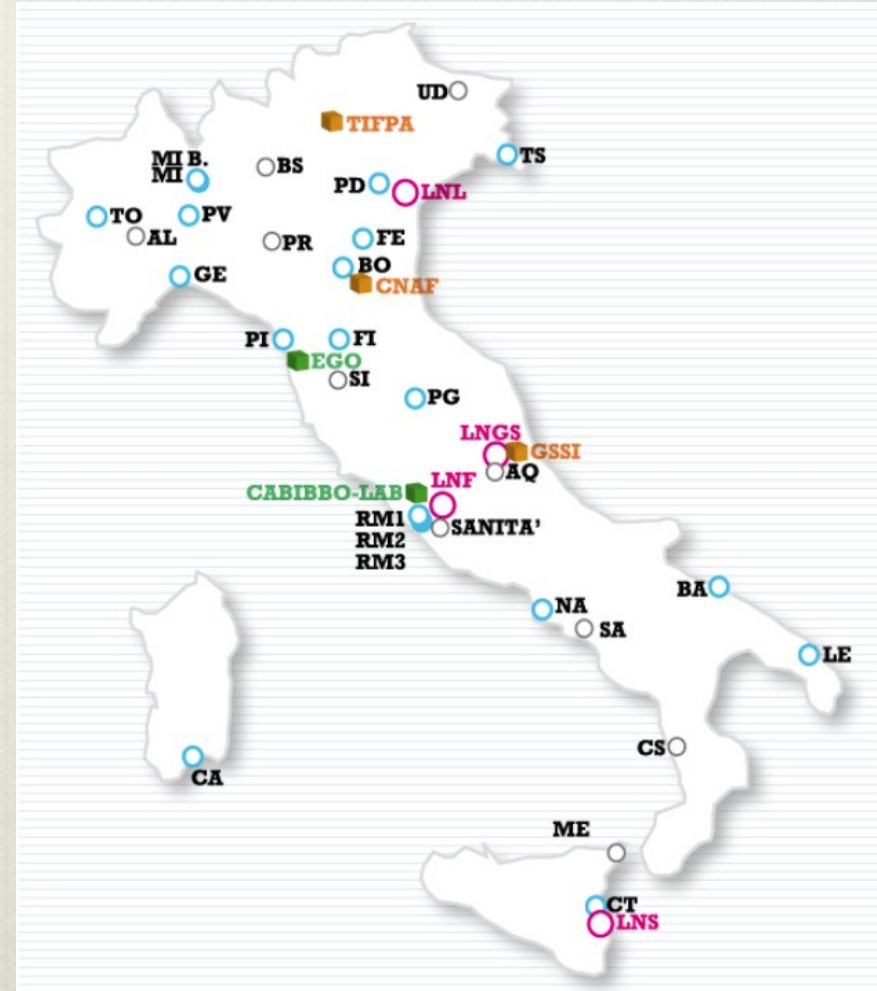 UD
TIFPA
MI B.
MI
BS
TS
PD
LNL
TO
PV
AL
PR
FE
BO
GE
CNAF
PI
FI
EGO
SI
PG
LNGS
GSSI
AQ
LNF
CABIBBO-LAB
RM1
SANITA'
RM2
RM3
BA
NA
SA
LE
CS
CA
ME
CT
LNS